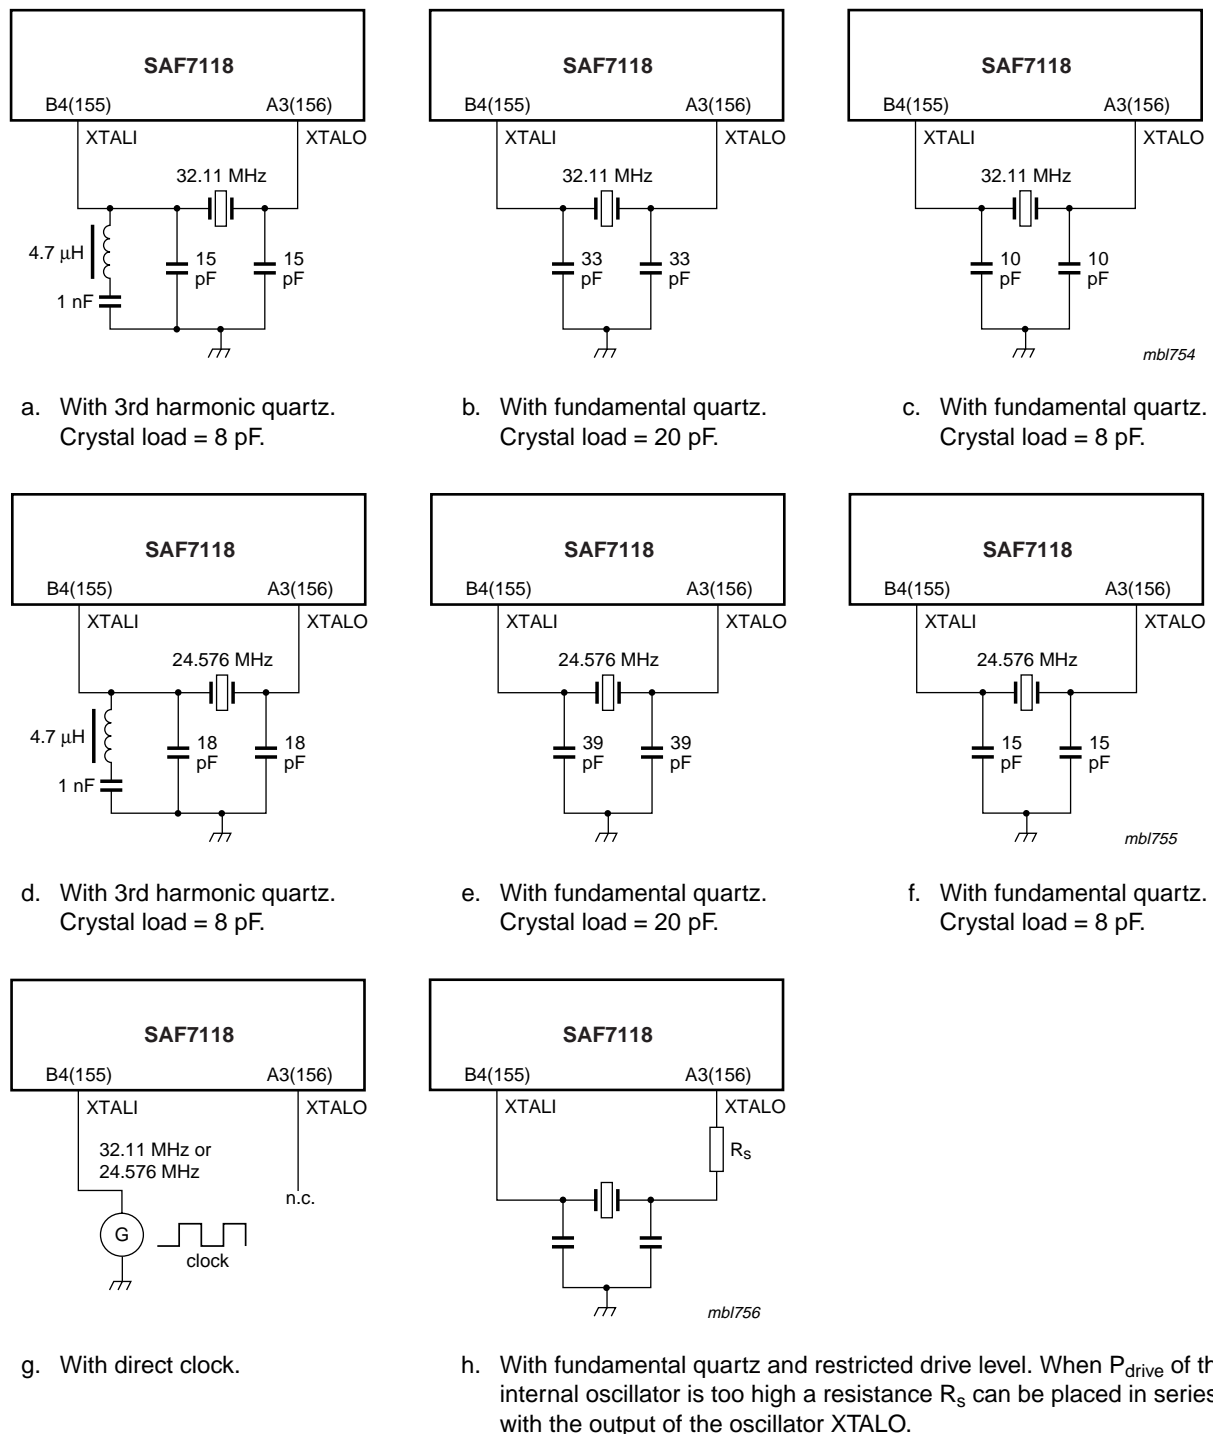 SAF7118
B4(155) A3(156)
XTALI XTALO
32.11 MHz
4.7 μH
15 pF
15 pF
1 nF
a. With 3rd harmonic quartz.
Crystal load = 8 pF.
SAF7118
B4(155) A3(156)
XTALI XTALO
32.11 MHz
33 pF
33 pF
b. With fundamental quartz.
Crystal load = 20 pF.
SAF7118
B4(155) A3(156)
XTALI XTALO
32.11 MHz
10 pF
10 pF
mbl754
c. With fundamental quartz.
Crystal load = 8 pF.
SAF7118
B4(155) A3(156)
XTALI XTALO
24.576 MHz
4.7 μH
18 pF
18 pF
1 nF
d. With 3rd harmonic quartz.
Crystal load = 8 pF.
SAF7118
B4(155) A3(156)
XTALI XTALO
24.576 MHz
39 pF
39 pF
e. With fundamental quartz.
Crystal load = 20 pF.
SAF7118
B4(155) A3(156)
XTALI XTALO
24.576 MHz
15 pF
15 pF
mbl755
f. With fundamental quartz.
Crystal load = 8 pF.
SAF7118
B4(155) A3(156)
XTALI XTALO
32.11 MHz or
24.576 MHz
n.c.
G
clock
g. With direct clock.
SAF7118
B4(155) A3(156)
XTALI XTALO
Rs
mbl756
h. With fundamental quartz and restricted drive level. When Pdrive of th
internal oscillator is too high a resistance Rs can be placed in series
with the output of the oscillator XTALO.